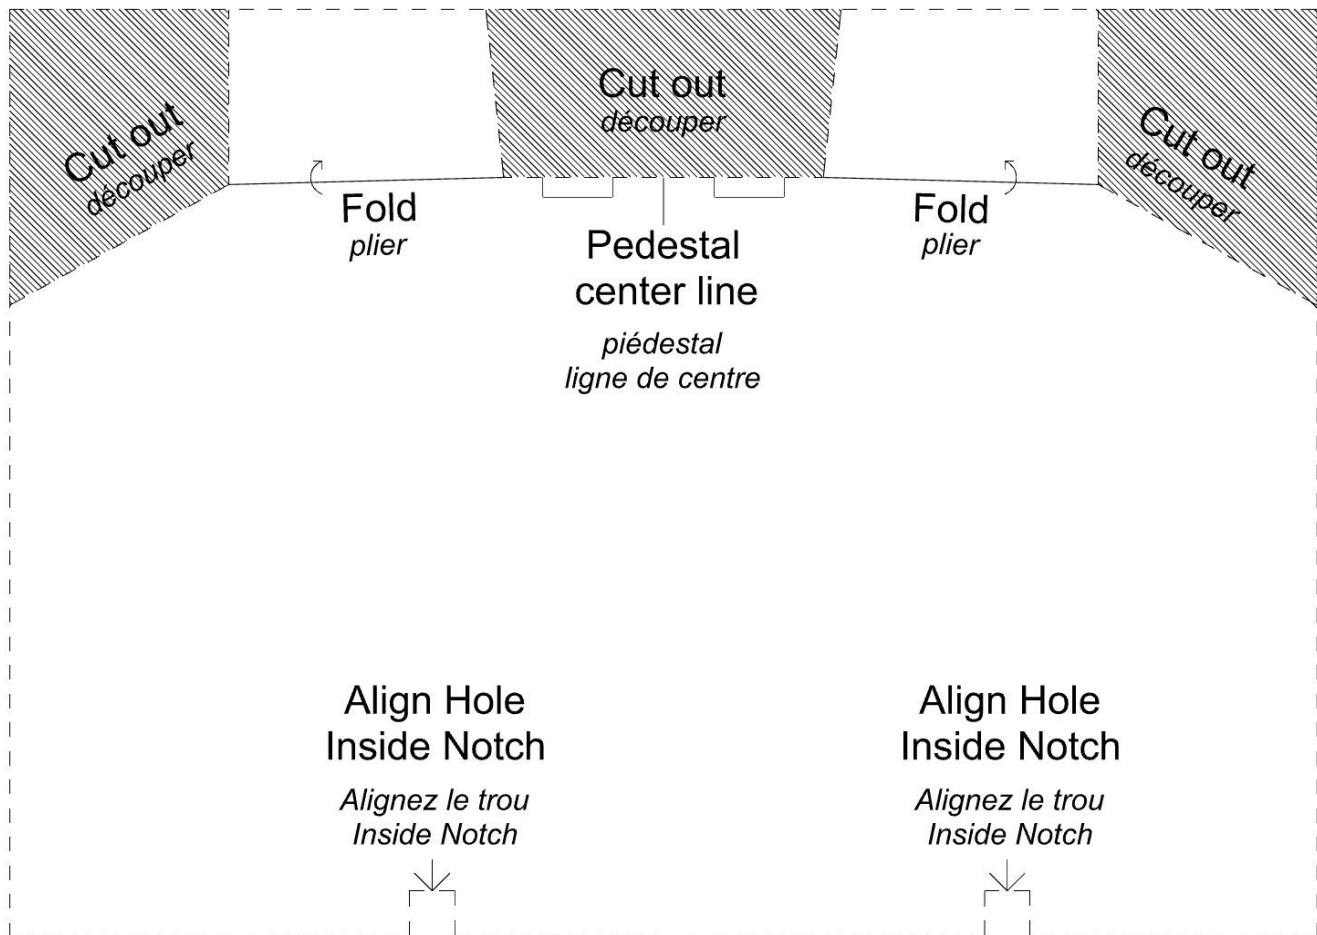 Cut out
découper
Cut out
découper
Cut out
découper
Fold
plier
Fold
plier
Pedestal
center line
piédestal
ligne de centre
Align Hole
Inside Notch
Alignez le trou
Inside Notch
Align Hole
Inside Notch
Alignez le trou
Inside Notch